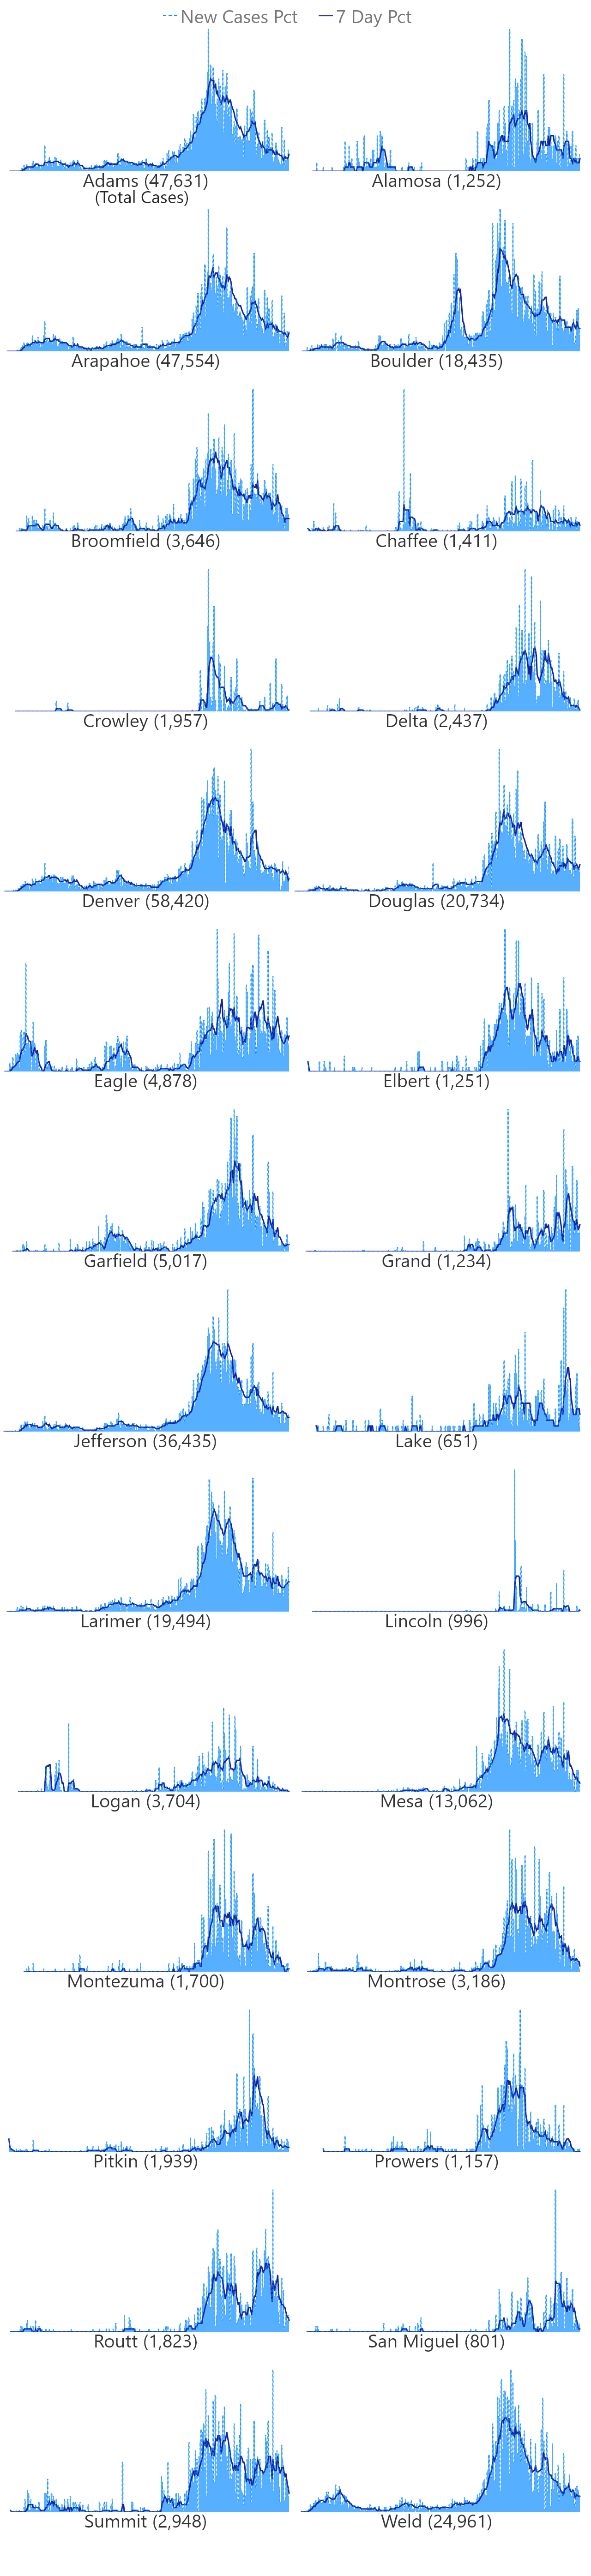 New Cases Pct 7 Day Pct
Adams (47,631) Alamosa (1,252)
(Total Cases)
Arapahoe (47,554) Boulder (18,435)
Broomfield (3,646) Chaffee (1,411)
Crowley (1,957) Delta (2,437)
Denver (58,420) Douglas (20,734)
Eagle (4,878) Elbert (1,251)
Garfield (5,017) Grand (1,234)
Jefferson (36,435) Lake (651)
Larimer (19,494) Lincoln (996)
Logan (3,704) Mesa (13,062)
Montezuma (1,700) Montrose (3,186)
Pitkin (1,939) Prowers (1,157)
Routt (1,823) San Miguel (801)
Summit (2,948) Weld (24,961)